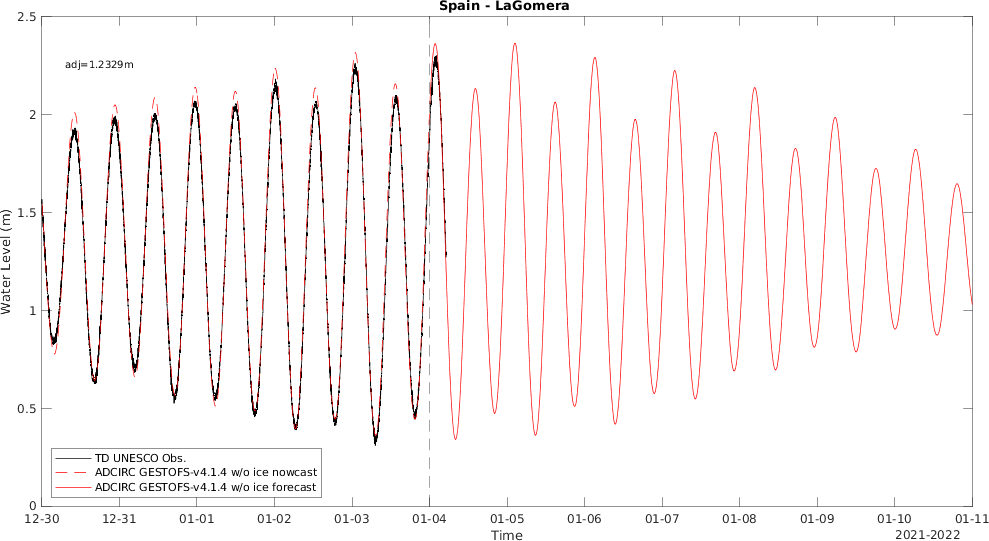 Spain - LaGomera
adj=1.2329m
Water Level (m)
2.5
2
1.5
1
0.5
0
TD UNESCO Obs.
ADCIRC GESTOFS-v4.1.4 w/o ice nowcast
ADCIRC GESTOFS-v4.1.4 w/o ice forecast
12-30 12-31 01-01 01-02 01-03 01-04 01-05 01-06 01-07 01-08 01-09 01-10 01-11
Time
2021-2022